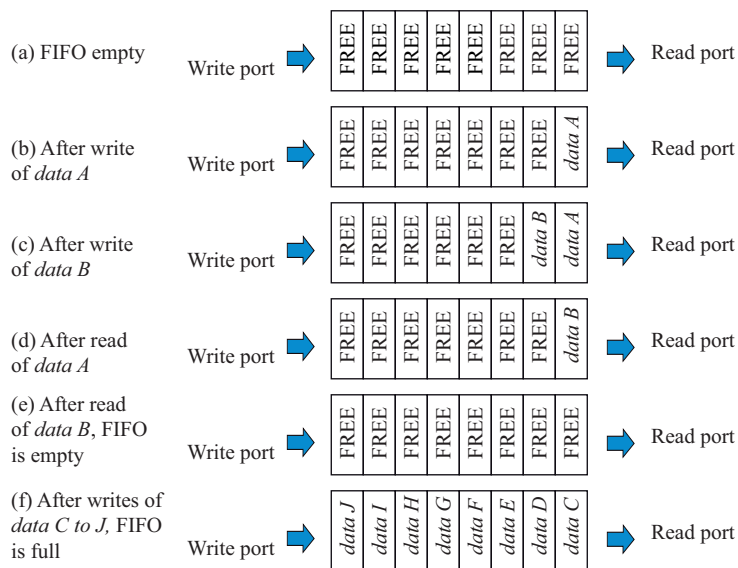 (a) FIFO empty
Write port
FREE FREE FREE FREE FREE FREE FREE FREE
Read port
(b) After write
of data A
Write port
FREE FREE FREE FREE FREE FREE FREE data A
Read port
(c) After write
of data B
Write port
FREE FREE FREE FREE FREE FREE data B data A
Read port
(d) After read
of data A
Write port
FREE FREE FREE FREE FREE FREE FREE data B
Read port
(e) After read
of data B, FIFO
is empty
Write port
FREE FREE FREE FREE FREE FREE FREE FREE
Read port
(f) After writes of
data C to J, FIFO
is full
Write port
data J data I data H data G data F data E data D data C
Read port